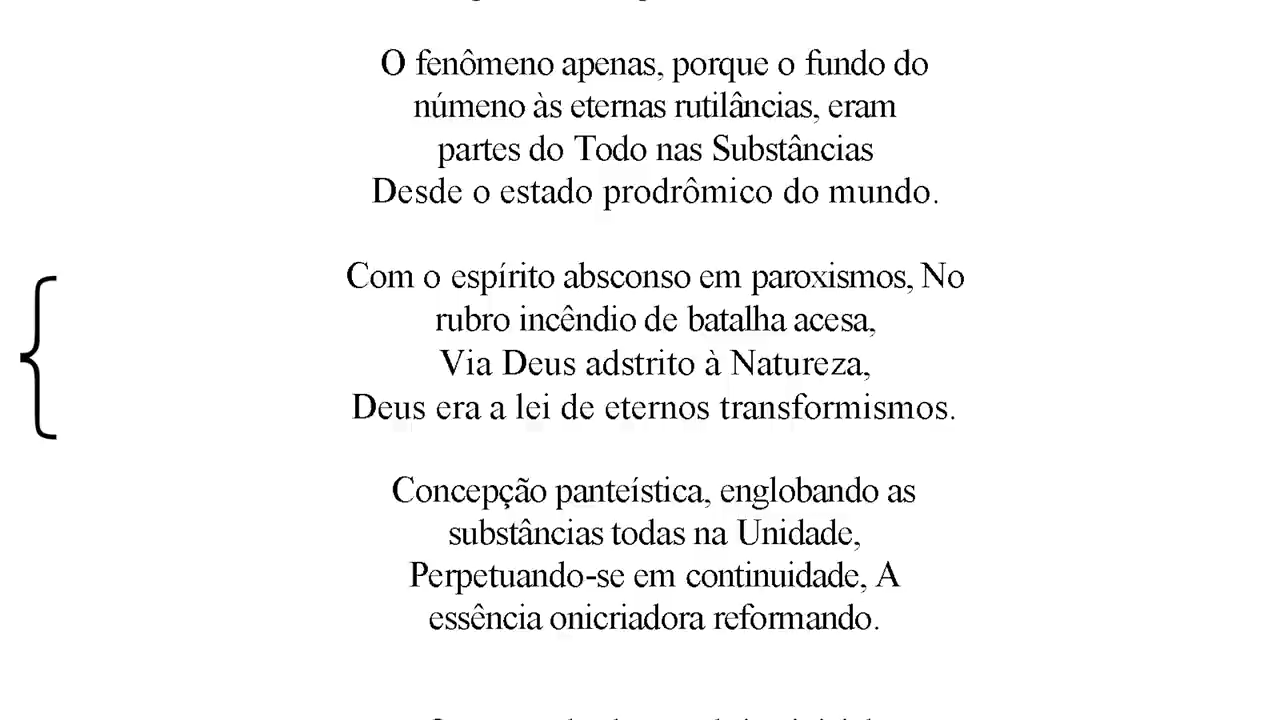 O fenômeno apenas, porque o fundo do
númeno às eternas rutilâncias, eram
partes do Todo nas Substâncias
Desde o estado prodrômico do mundo.
Com o espírito absconso em paroxismos, No
rubro incêndio de batalha acesa,
Via Deus adstrito à Natureza,
Deus era a lei de eternos transformismos.
Concepção panteística, englobando as
substâncias todas na Unidade,
Perpetuando-se em continuidade, A
essência onicriadora reformando.